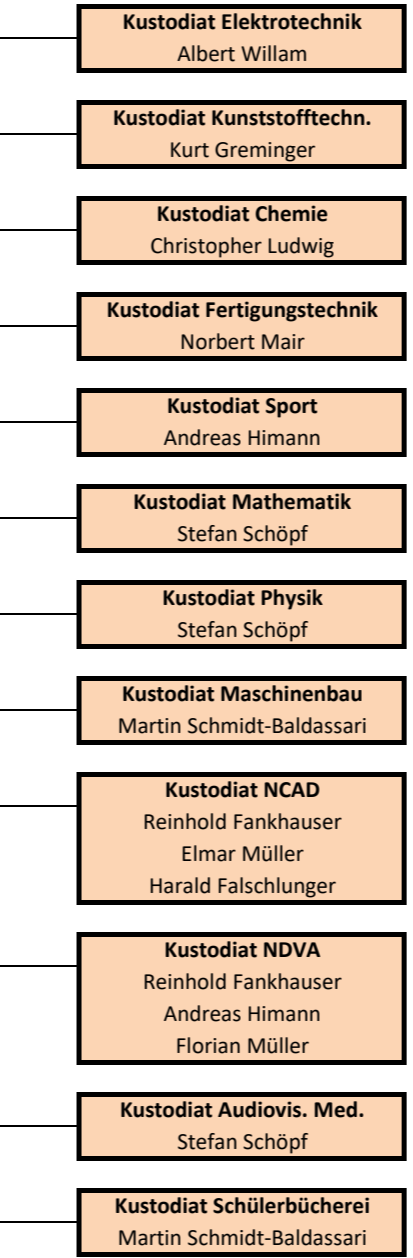 Kustodiat Elektrotechnik
Albert Willam
Kustodiat Kunststofftechn.
Kurt Greminger
Kustodiat Chemie
Christopher Ludwig
Kustodiat Fertigungstechnik
Norbert Mair
Kustodiat Sport
Andreas Himann
Kustodiat Mathematik
Stefan Schöpf
Kustodiat Physik
Stefan Schöpf
Kustodiat Maschinenbau
Martin Schmidt-Baldassari
Kustodiat NCAD
Reinhold Fankhauser
Elmar Müller
Harald Falschlunger
Kustodiat NDVA
Reinhold Fankhauser
Andreas Himann
Florian Müller
Kustodiat Audiovis. Med.
Stefan Schöpf
Kustodiat Schülerbücherei
Martin Schmidt-Baldassari